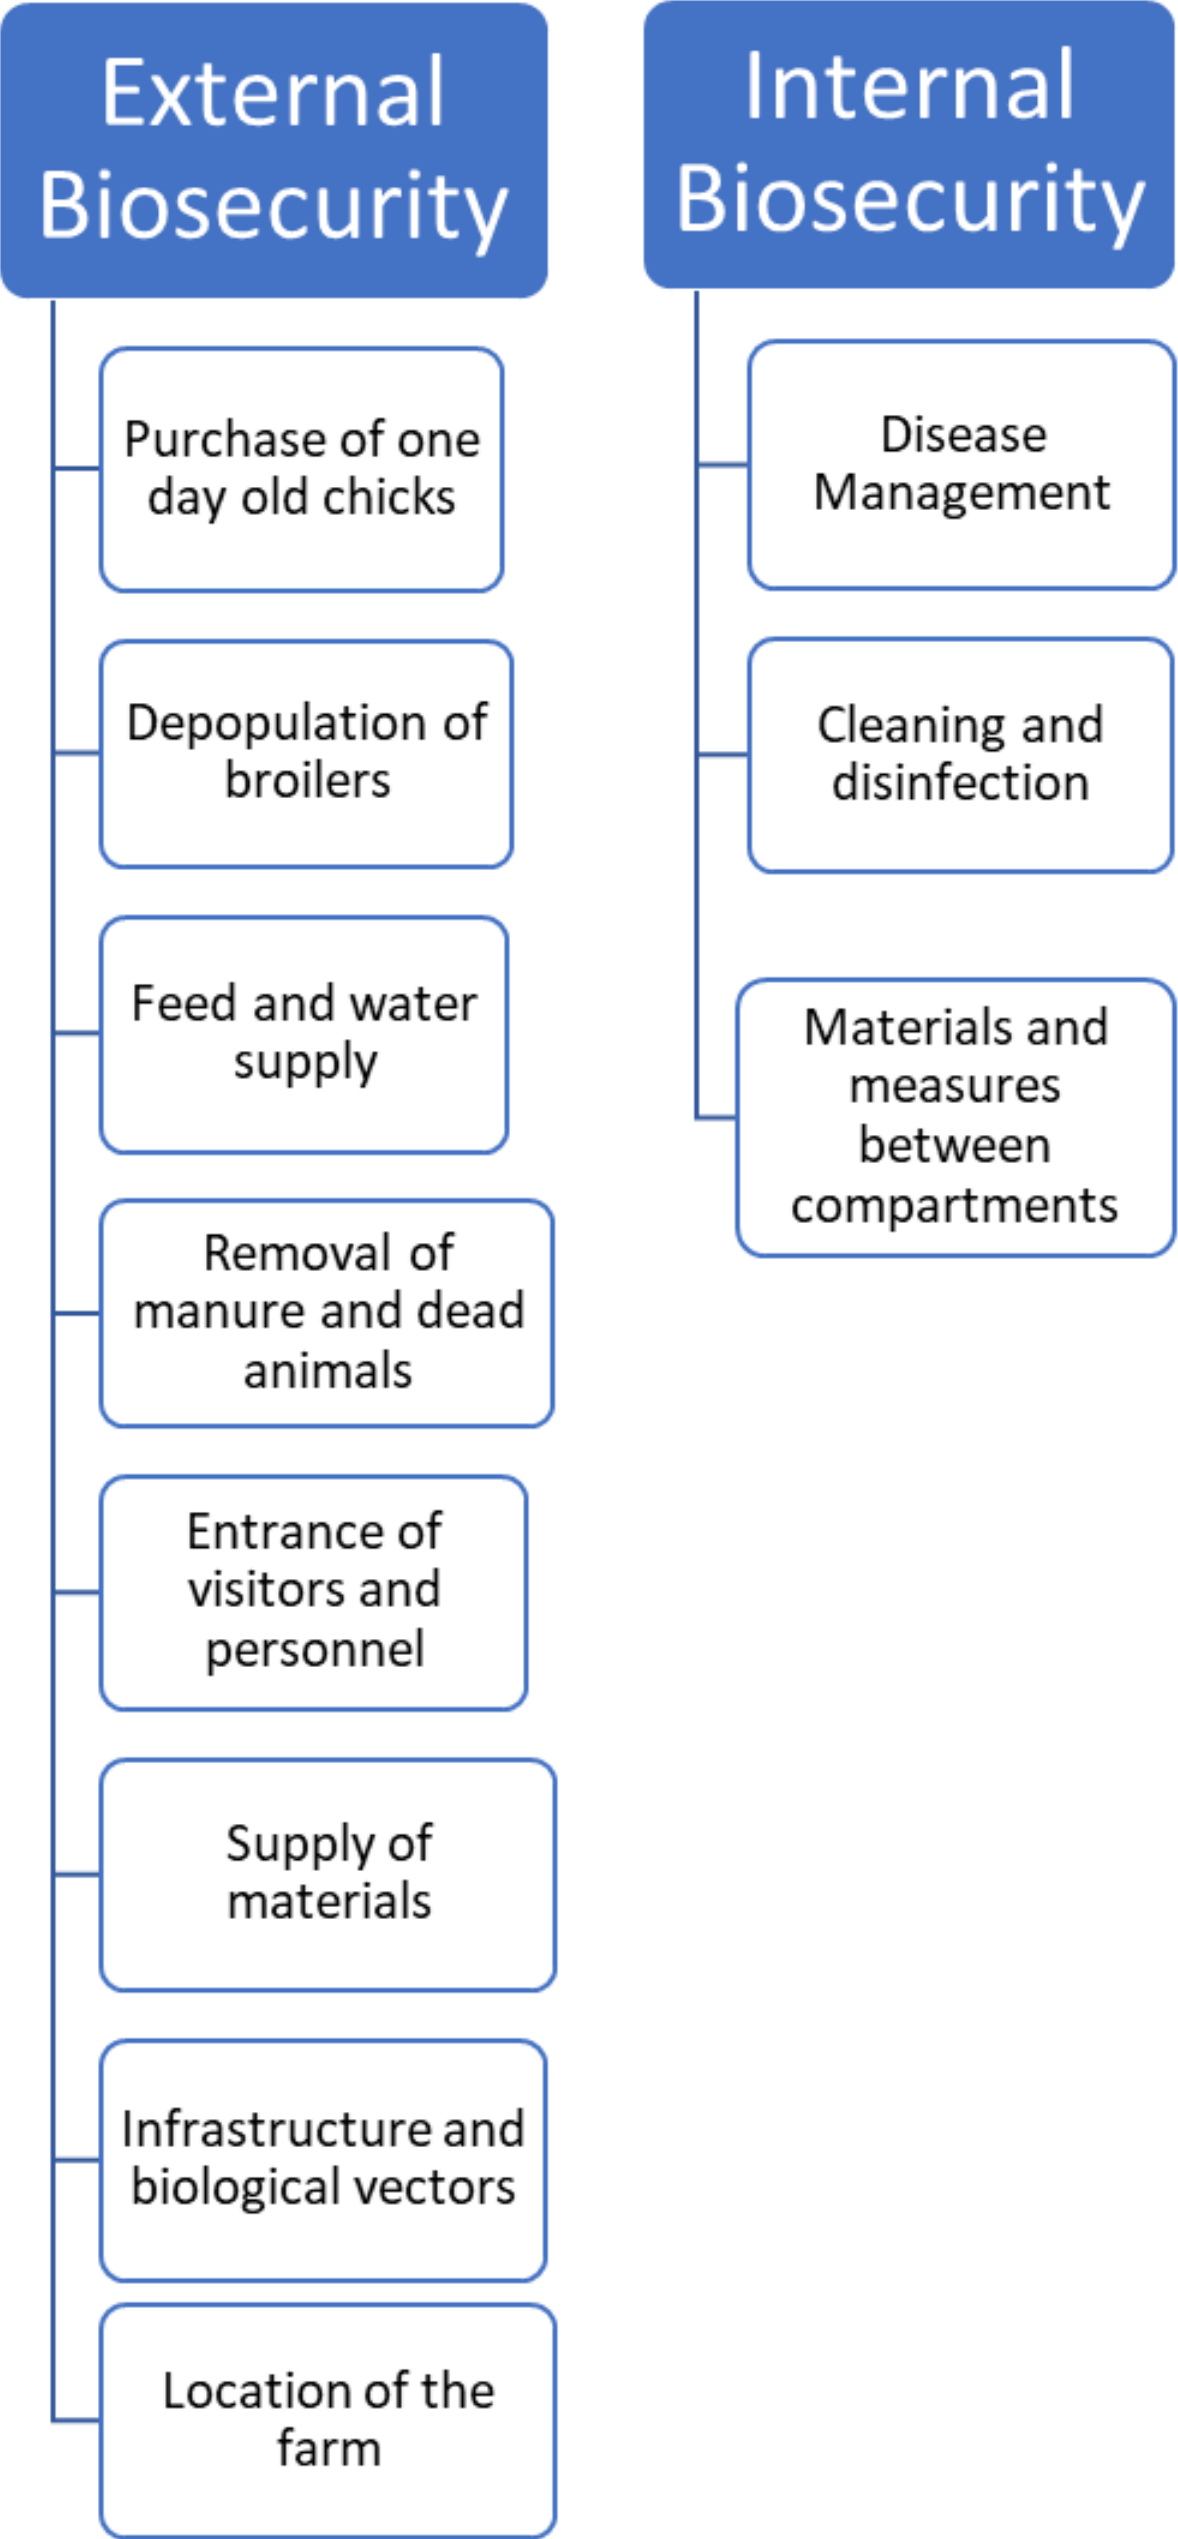 External
Biosecurity
Purchase of one
day old chicks
Depopulation of
broilers
Feed and water
supply
Removal of
manure and dead
animals
Entrance of
visitors and
personnel
Supply of
materials
Infrastructure and
biological vectors
Location of the
farm
Internal
Biosecurity
Disease
Management
Cleaning and
disinfection
Materials and
measures
between
compartments